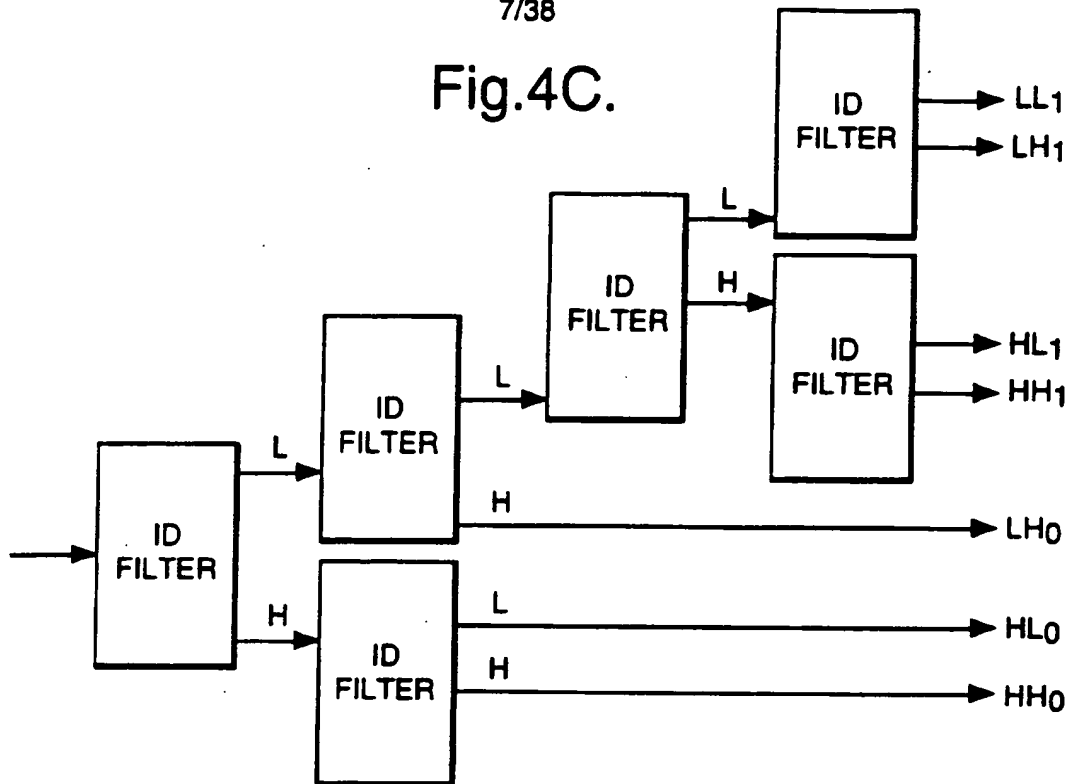 7/38
Fig.4C.
ID
FILTER
LL1
LH1
L
H
ID
FILTER
ID
FILTER
HL1
HH1
L
ID
FILTER
L
H
LH0
ID
FILTER
H
L
HL0
ID
FILTER
H
HH0